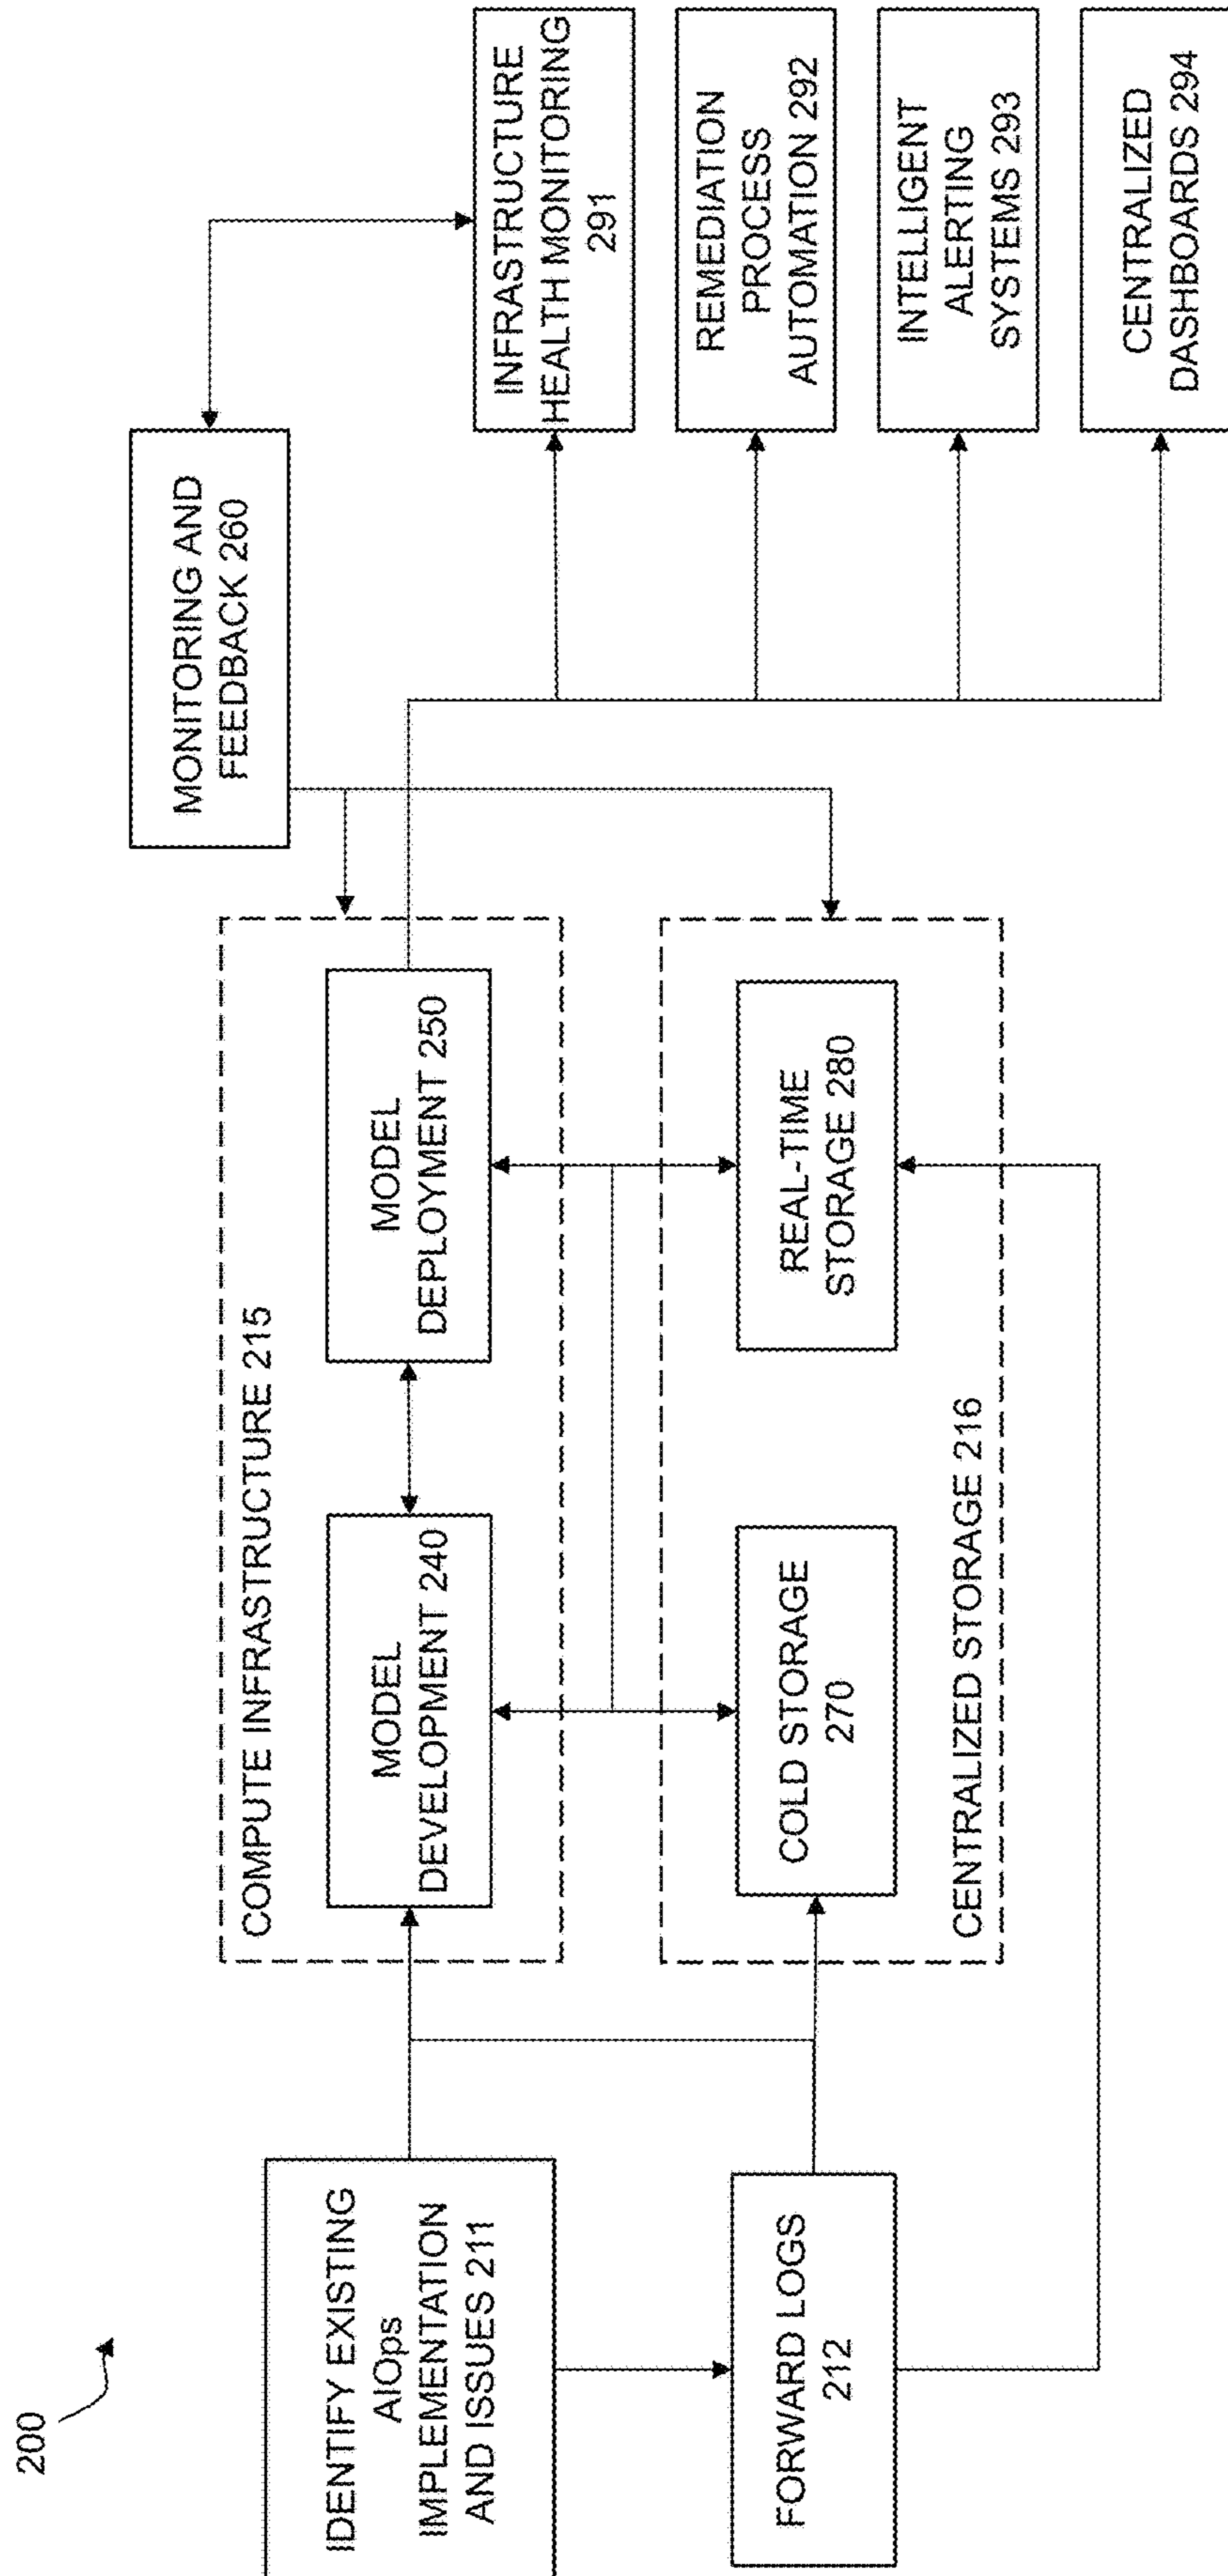 200
IDENTIFY EXISTING
AIOps
IMPLEMENTATION
AND ISSUES 211
FORWARD LOGS
212
COMPUTE INFRASTRUCTURE 215
MODEL
DEVELOPMENT 240
MODEL
DEPLOYMENT 250
COLD STORAGE
270
REAL-TIME
STORAGE 280
CENTRALIZED STORAGE 216
MONITORING AND
FEEDBACK 260
INFRASTRUCTURE
HEALTH MONITORING
291
REMEDIATION
PROCESS
AUTOMATION 292
INTELLIGENT
ALERTING
SYSTEMS 293
CENTRALIZED
DASHBOARDS 294